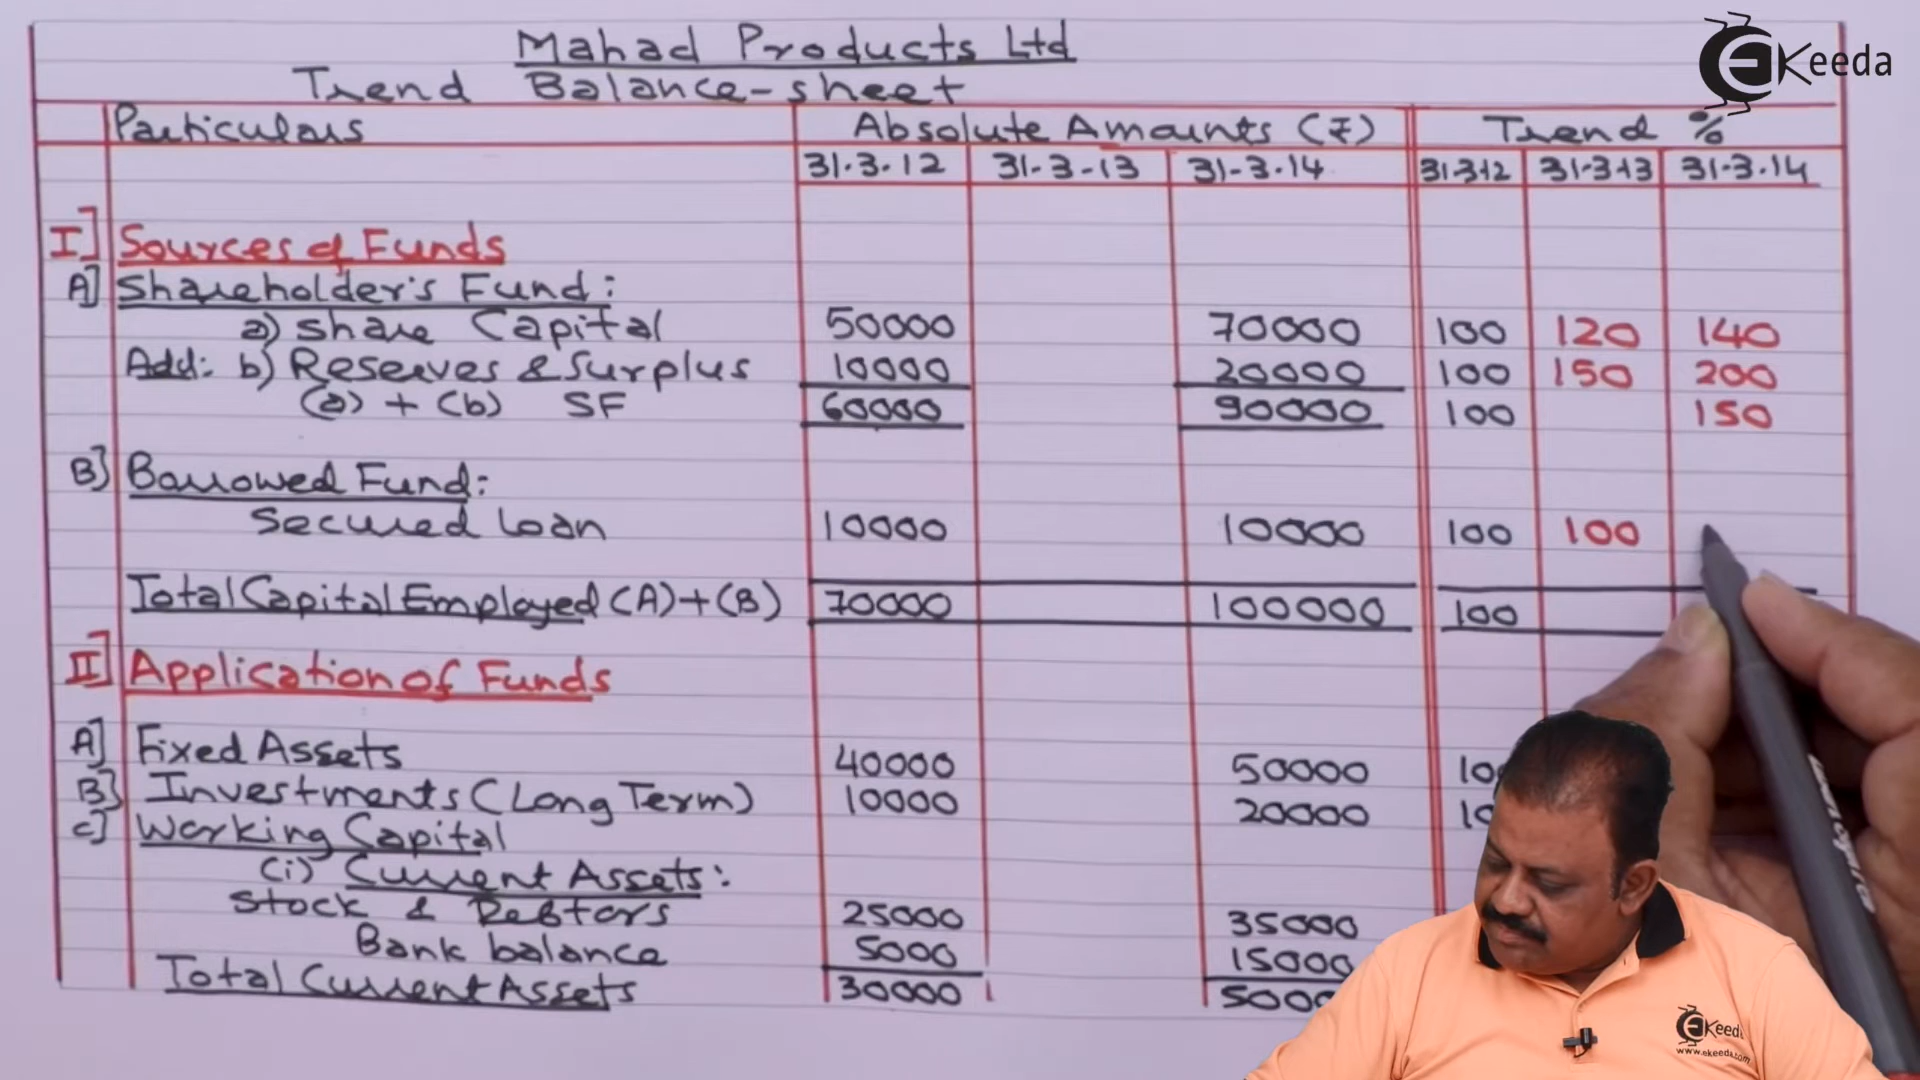 Mahad Products Ltd
Trend Balance-sheet
EKeeda
Particulars Absolute Amounts (₹) Trend %
31.3.12 31-3-13 31-3.14 31.3.12 31-3-13 31-3.14
I] Sources of Funds
A] Shareholder's Fund:
a) Share Capital 50000 70000 100 120 140
Add: b) Reserves & Surplus 10000 20000 100 150 200
(a) + (b) SF 60000 90000 100 150
B] Borrowed Fund:
Secured Loan 10000 10000 100 100
Total Capital Employed (A)+(B) 70000 100000 100
II] Application of Funds
A] Fixed Assets 40000 50000
B] Investments (Long Term) 10000 20000
C] Working Capital
(i) Current Assets:
Stock & Debtors 25000 35000
Bank balance 5000 15000
Total Current Assets 30000
EKeeda
www.ekeeda.com